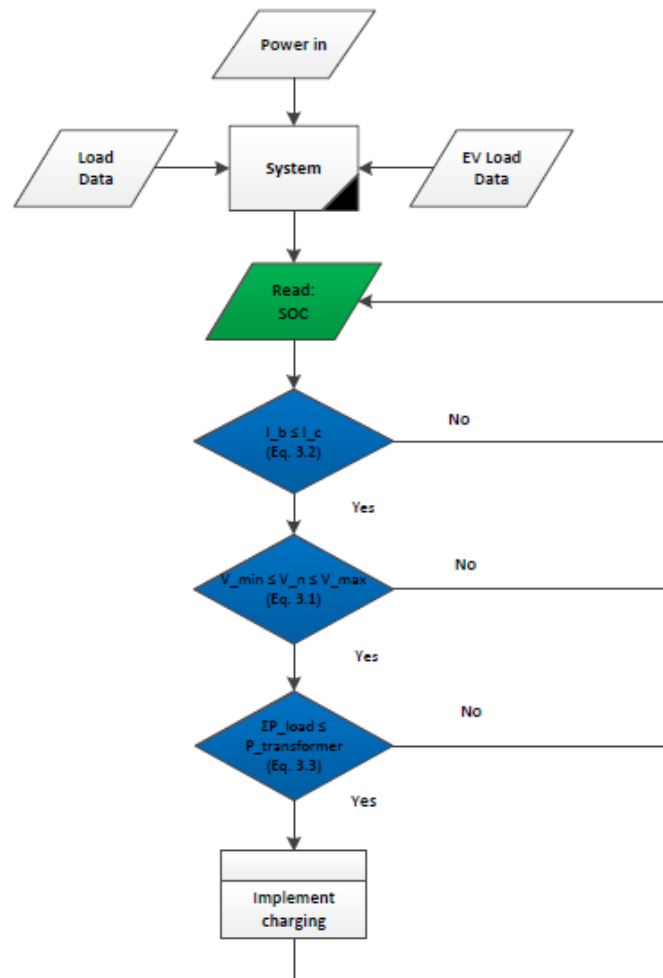 Power in
Load
Data
System
EV Load
Data
Read:
SOC
I_b ≤ I_c
(Eq. 3.2)
No
Yes
V_min ≤ V_n ≤ V_max
(Eq. 3.1)
No
Yes
ΣP_load ≤
P_transformer
(Eq. 3.3)
No
Yes
Implement
charging